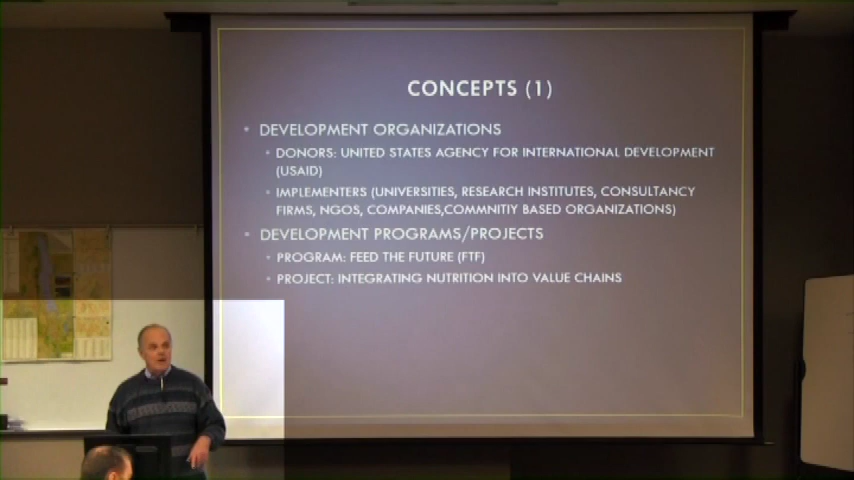 CONCEPTS (1)
• DEVELOPMENT ORGANIZATIONS
• DONORS: UNITED STATES AGENCY FOR INTERNATIONAL DEVELOPMENT
(USAID)
• IMPLEMENTERS (UNIVERSITIES, RESEARCH INSTITUTES, CONSULTANCY
FIRMS, NGOS, COMPANIES,COMMNITIY BASED ORGANIZATIONS)
• DEVELOPMENT PROGRAMS/PROJECTS
• PROGRAM: FEED THE FUTURE (FTF)
• PROJECT: INTEGRATING NUTRITION INTO VALUE CHAINS